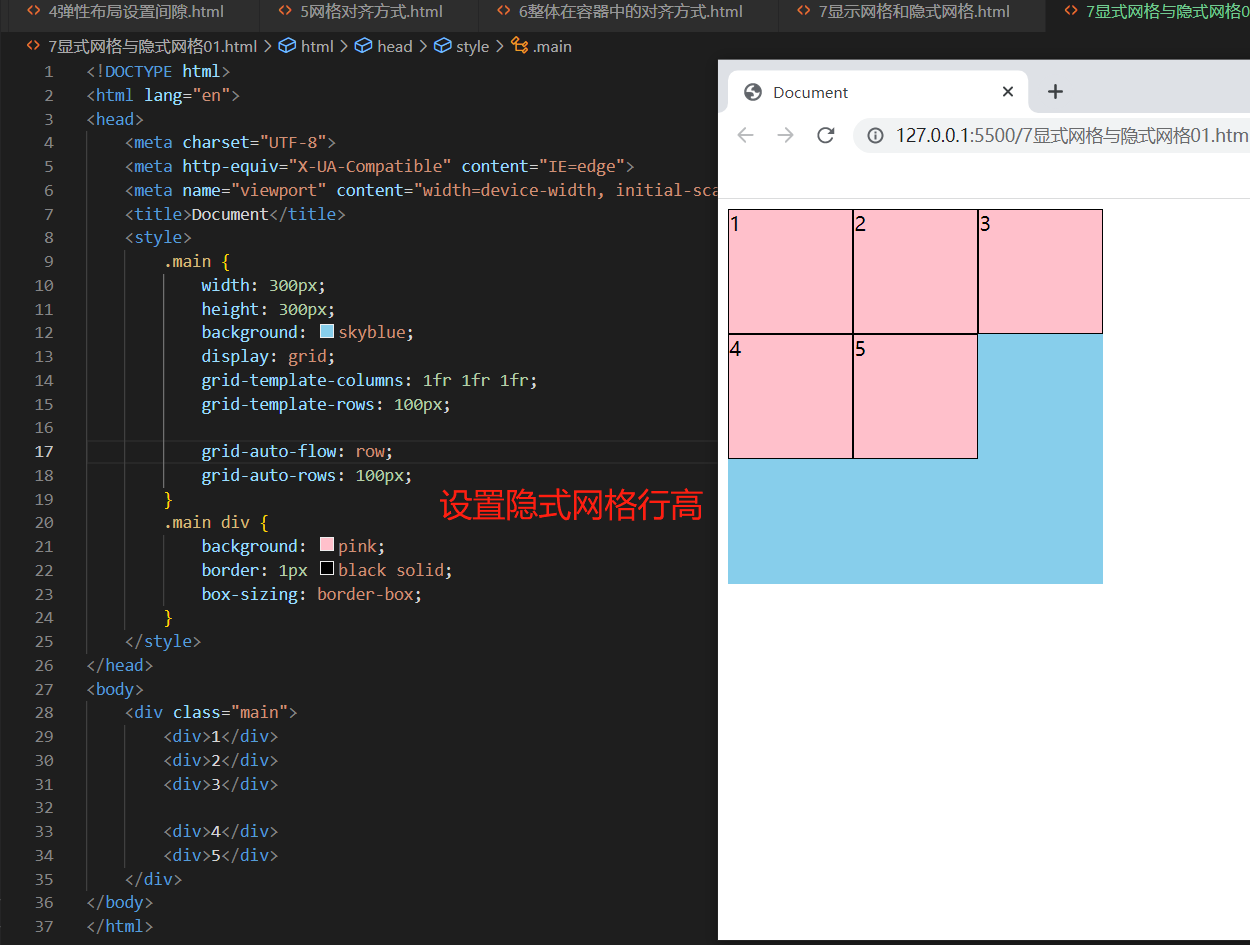 4弹性布局设置间隙.html
5网格对齐方式.html
6整体在容器中的对齐方式.html
7显示网格和隐式网格.html
7显式网格与隐式网格0
7显式网格与隐式网格01.html > html > head > style > .main
1 <!DOCTYPE html>
2 <html lang="en">
3 <head>
4 <meta charset="UTF-8">
5 <meta http-equiv="X-UA-Compatible" content="IE=edge">
6 <meta name="viewport" content="width=device-width, initial-sca
7 <title>Document</title>
8 <style>
9 .main {
10 width: 300px;
11 height: 300px;
12 background: skyblue;
13 display: grid;
14 grid-template-columns: 1fr 1fr 1fr;
15 grid-template-rows: 100px;
16
17 grid-auto-flow: row;
18 grid-auto-rows: 100px;
19 }
20 .main div {
21 background: pink;
22 border: 1px black solid;
23 box-sizing: border-box;
24 }
25 </style>
26 </head>
27 <body>
28 <div class="main">
29 <div>1</div>
30 <div>2</div>
31 <div>3</div>
32
33 <div>4</div>
34 <div>5</div>
35 </div>
36 </body>
37 </html>
设置隐式网格行高
Document
127.0.0.1:5500/7显式网格与隐式网格01.htm
1 2 3
4 5